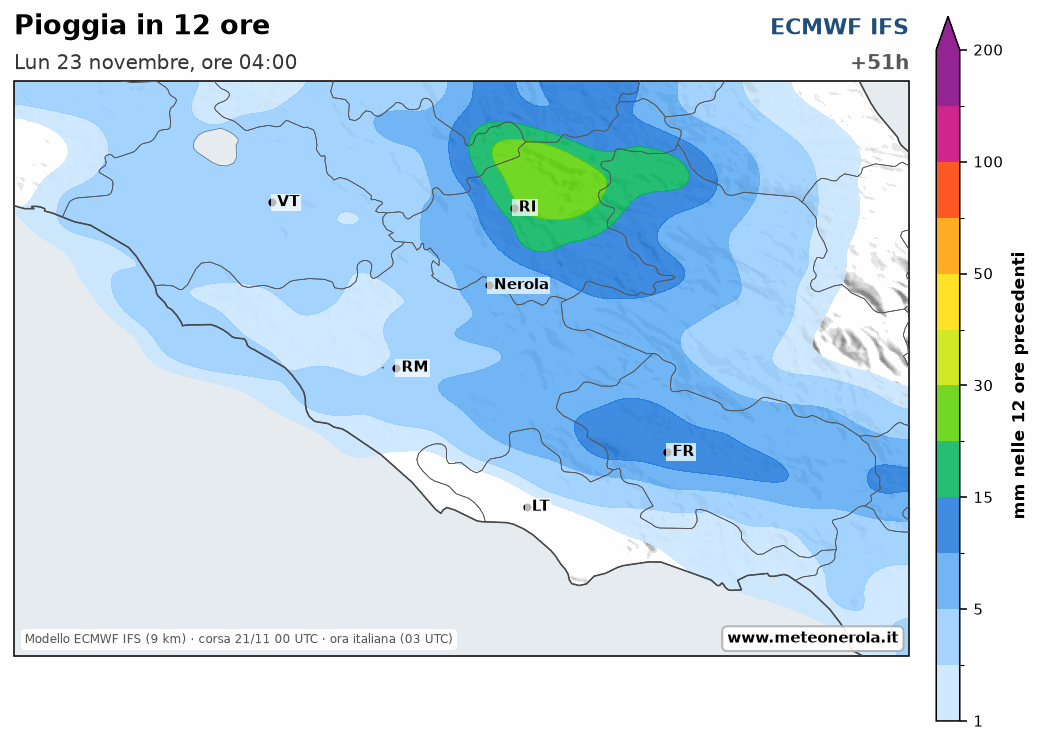 Pioggia in 12 ore
ECMWF IFS
Lun 23 novembre, ore 04:00
+51h
VT
RI
Nerola
RM
FR
LT
Modello ECMWF IFS (9 km) · corsa 21/11 00 UTC · ora italiana (03 UTC)
www.meteonerola.it
200
100
50
30
15
5
1
mm nelle 12 ore precedenti